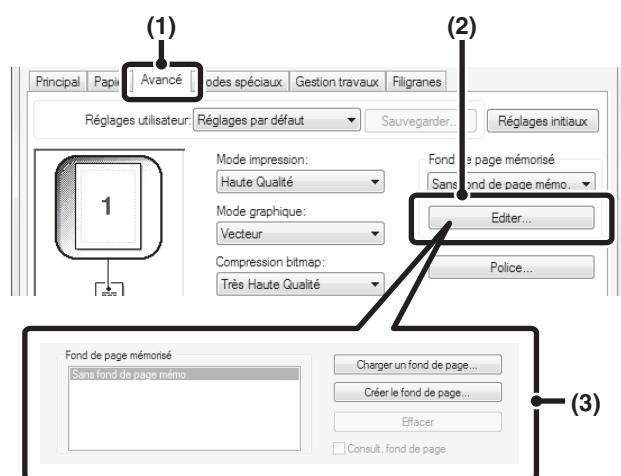 (1) (2)
Principal Papie Avancé odes spéciaux Gestion travaux Filigranes
Réglages utilisateur: Réglages par défaut Sauvegarder... Réglages initiaux
Mode impression: Fond de page mémorisé
Haute Qualité Sans fond de page mémo.
1 Mode graphique: Editer...
Vecteur
Compression bitmap: Police...
Très Haute Qualité
Fond de page mémorisé Charger un fond de page...
Sans fond de page mémo.
Créer le fond de page... (3)
Effacer
Consult. fond de page